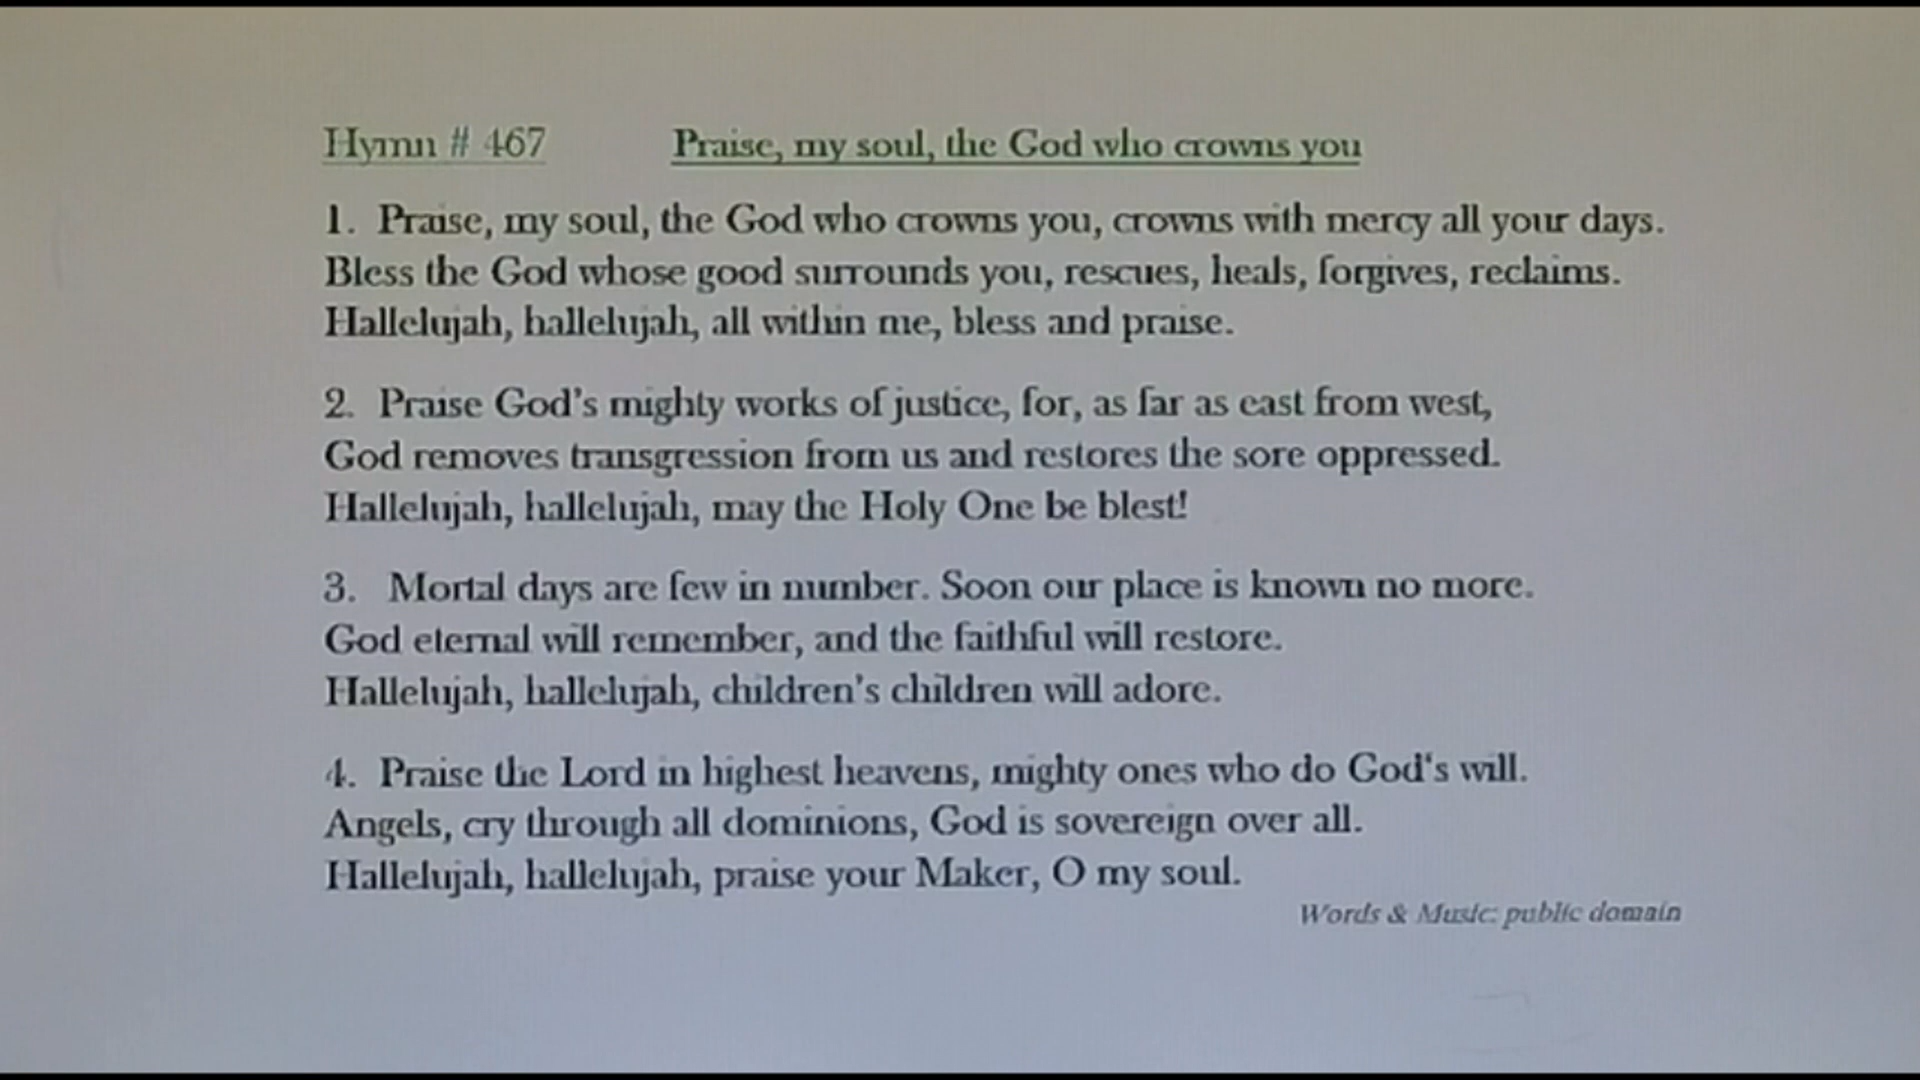 Hymn # 467 Praise, my soul, the God who crowns you
1. Praise, my soul, the God who crowns you, crowns with mercy all your days.
Bless the God whose good surrounds you, rescues, heals, forgives, reclaims.
Hallelujah, hallelujah, all within me, bless and praise.
2. Praise God's mighty works of justice, for, as far as east from west,
God removes transgression from us and restores the sore oppressed.
Hallelujah, hallelujah, may the Holy One be blest!
3. Mortal days are few in number. Soon our place is known no more.
God eternal will remember, and the faithful will restore.
Hallelujah, hallelujah, children's children will adore.
4. Praise the Lord in highest heavens, mighty ones who do God's will.
Angels, cry through all dominions, God is sovereign over all.
Hallelujah, hallelujah, praise your Maker, O my soul.
Words & Music: public domain